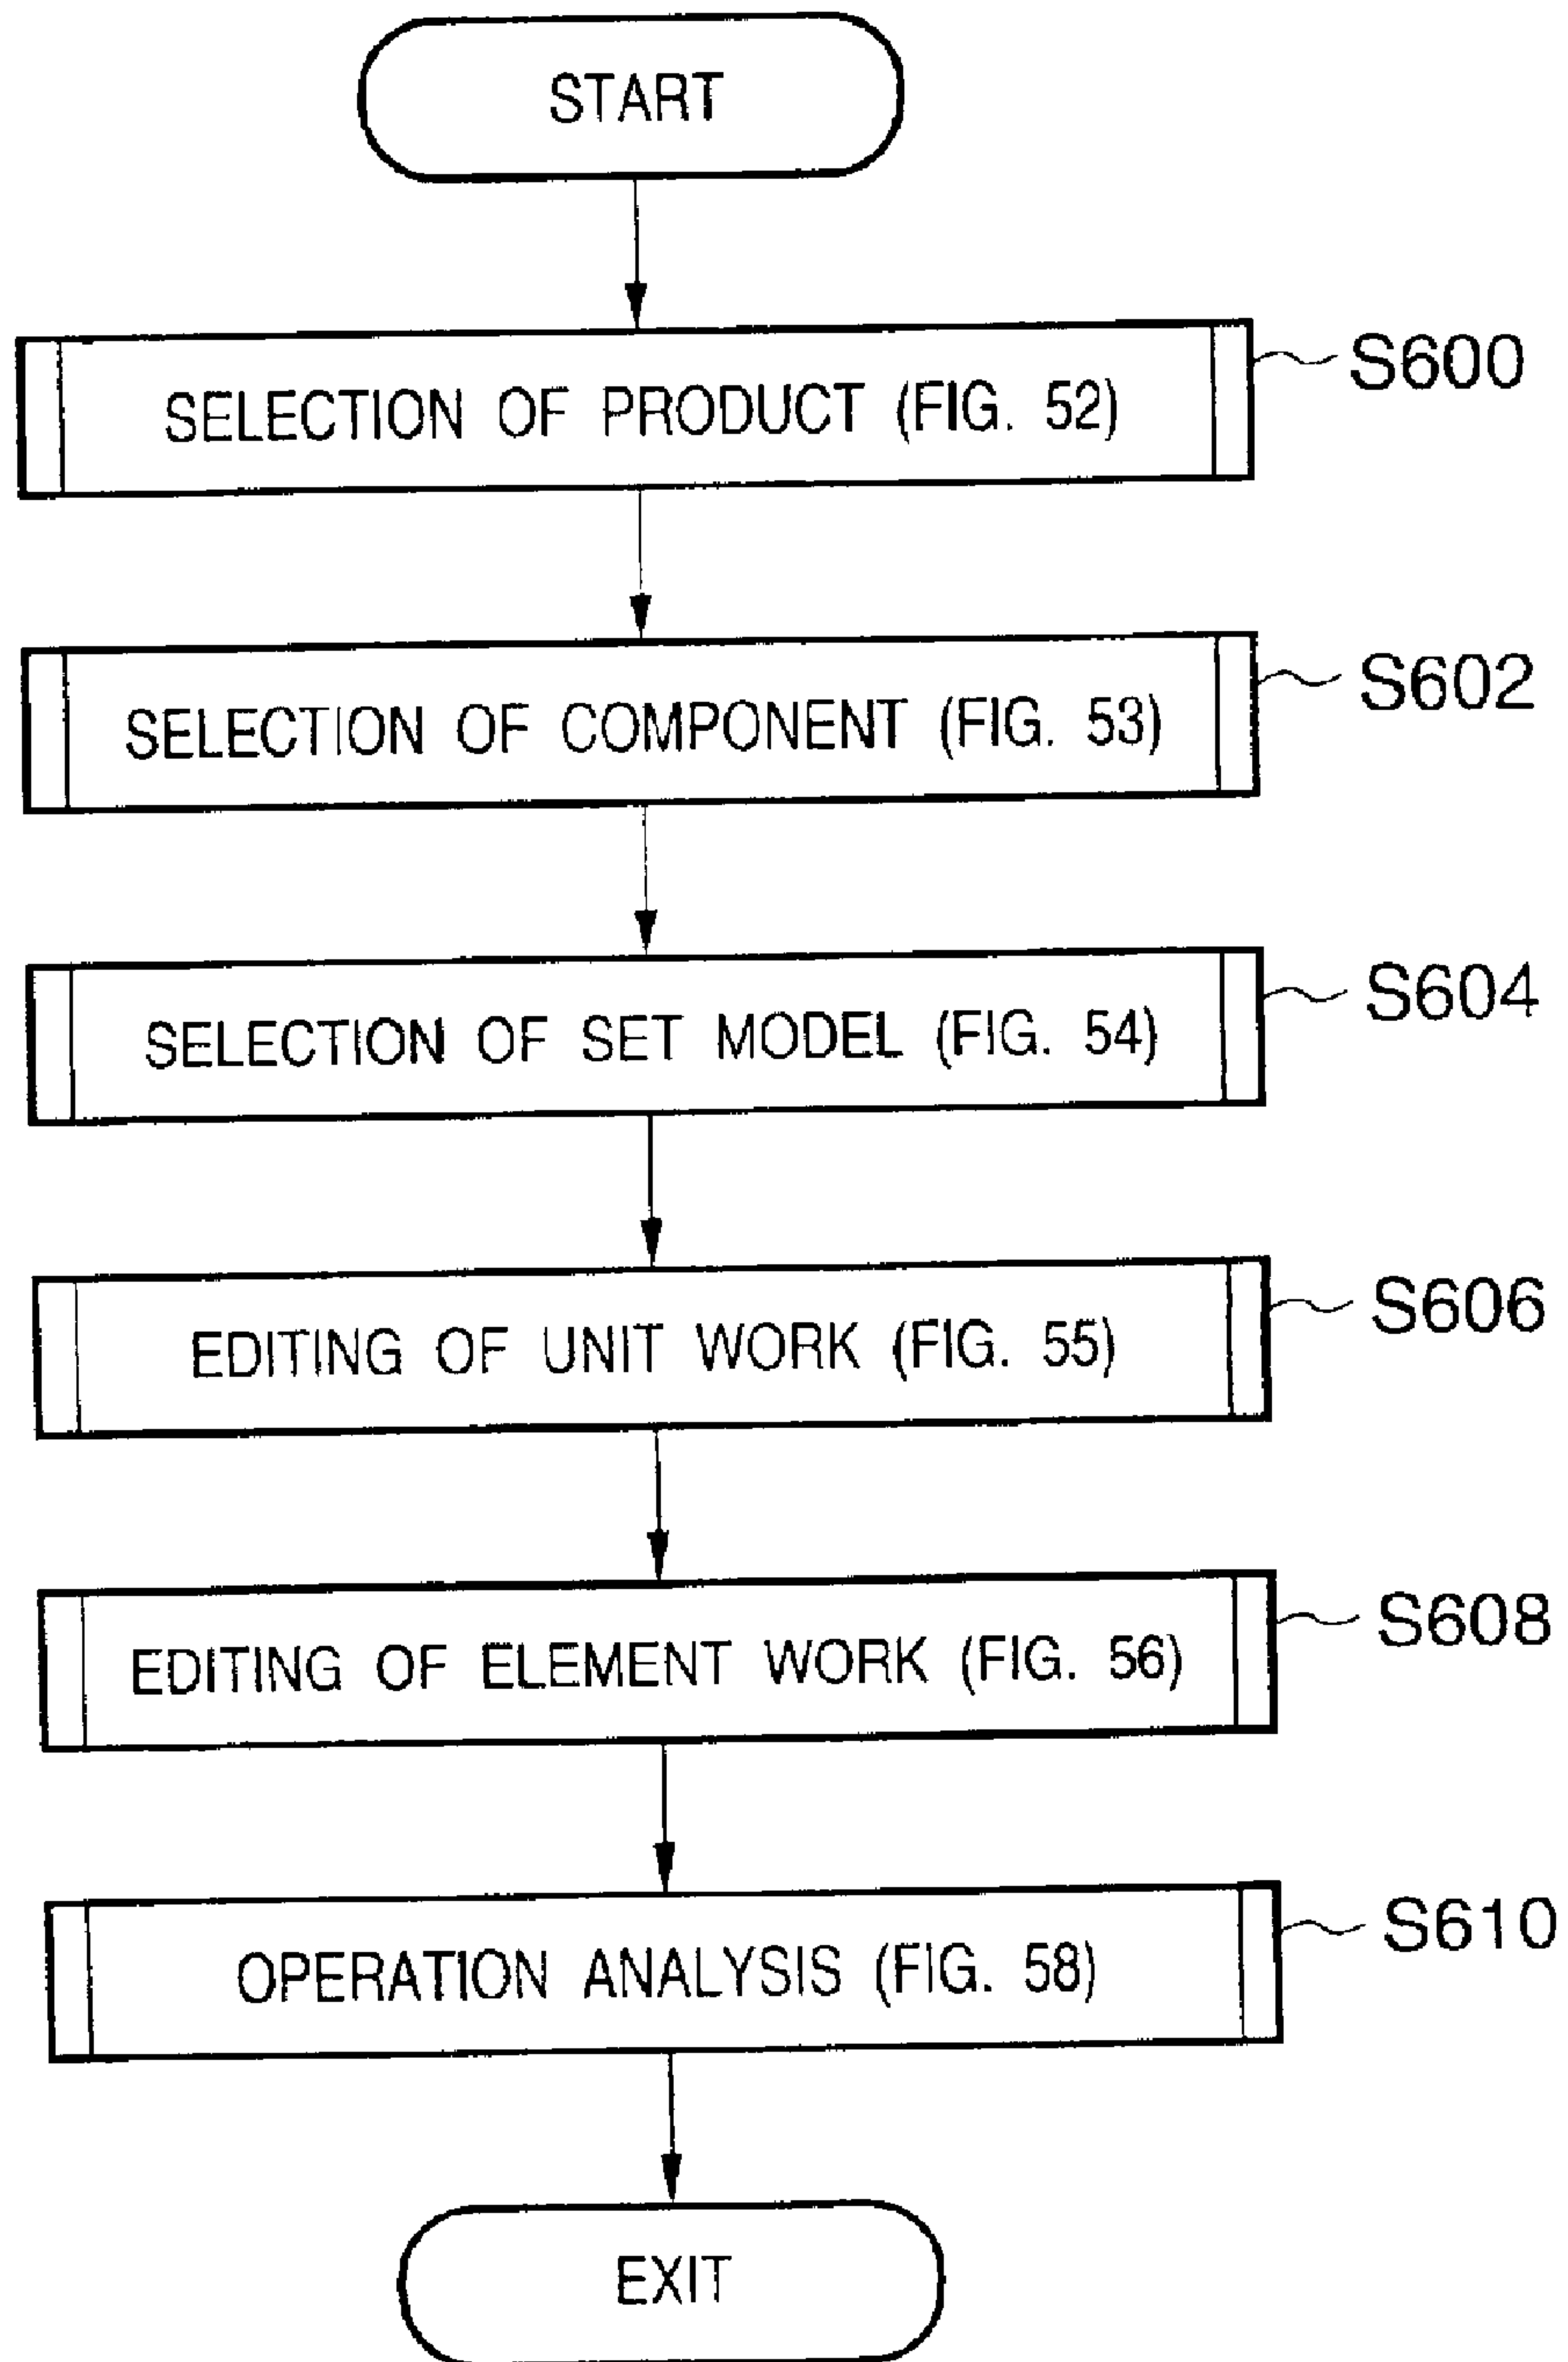 START
SELECTION OF PRODUCT (FIG. 52)
S600
SELECTION OF COMPONENT (FIG. 53)
S602
SELECTION OF SET MODEL (FIG. 54)
S604
EDITING OF UNIT WORK (FIG. 55)
S606
EDITING OF ELEMENT WORK (FIG. 56)
S608
OPERATION ANALYSIS (FIG. 58)
S610
EXIT